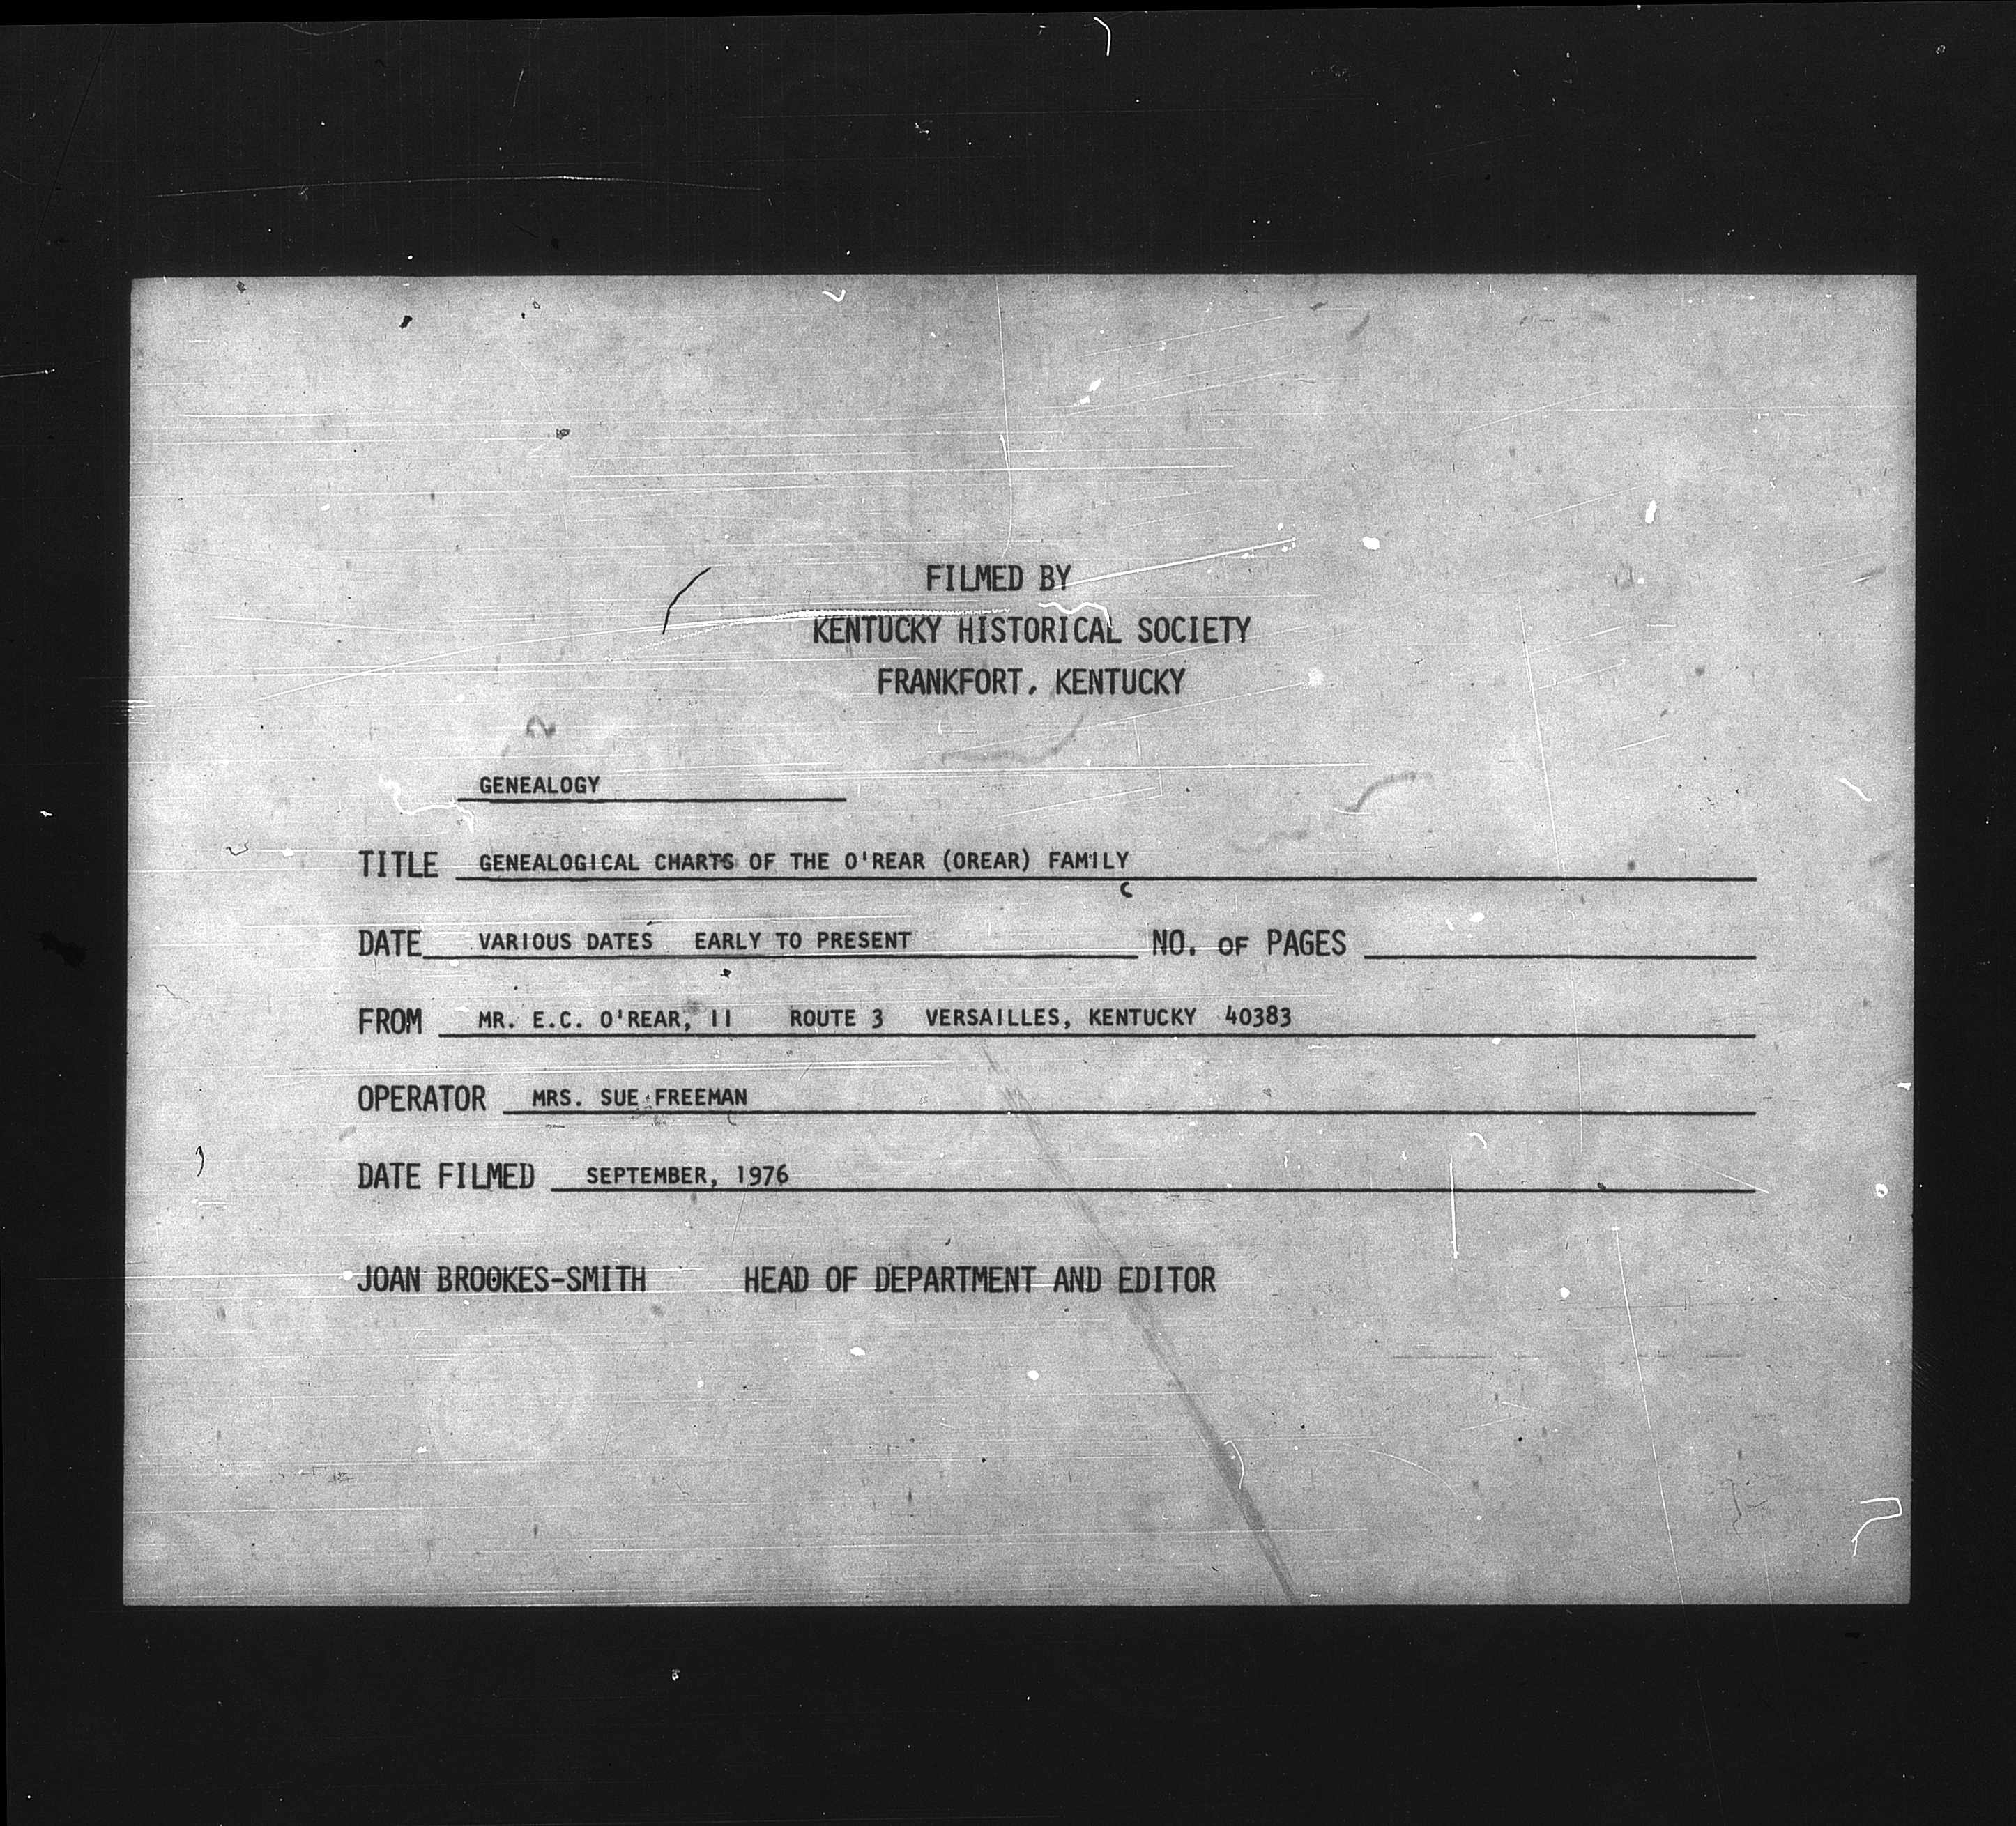 FILMED BY
KENTUCKY HISTORICAL SOCIETY
FRANKFORT, KENTUCKY
GENEALOGY
TITLE GENEALOGICAL CHARTS OF THE O'REAR (OREAR) FAMILY
DATE VARIOUS DATES EARLY TO PRESENT NO. OF PAGES
FROM MR. E.C. O'REAR, II ROUTE 3 VERSAILLES, KENTUCKY 40383
OPERATOR MRS. SUE FREEMAN
DATE FILMED SEPTEMBER, 1976
JOAN BROOKES-SMITH HEAD OF DEPARTMENT AND EDITOR